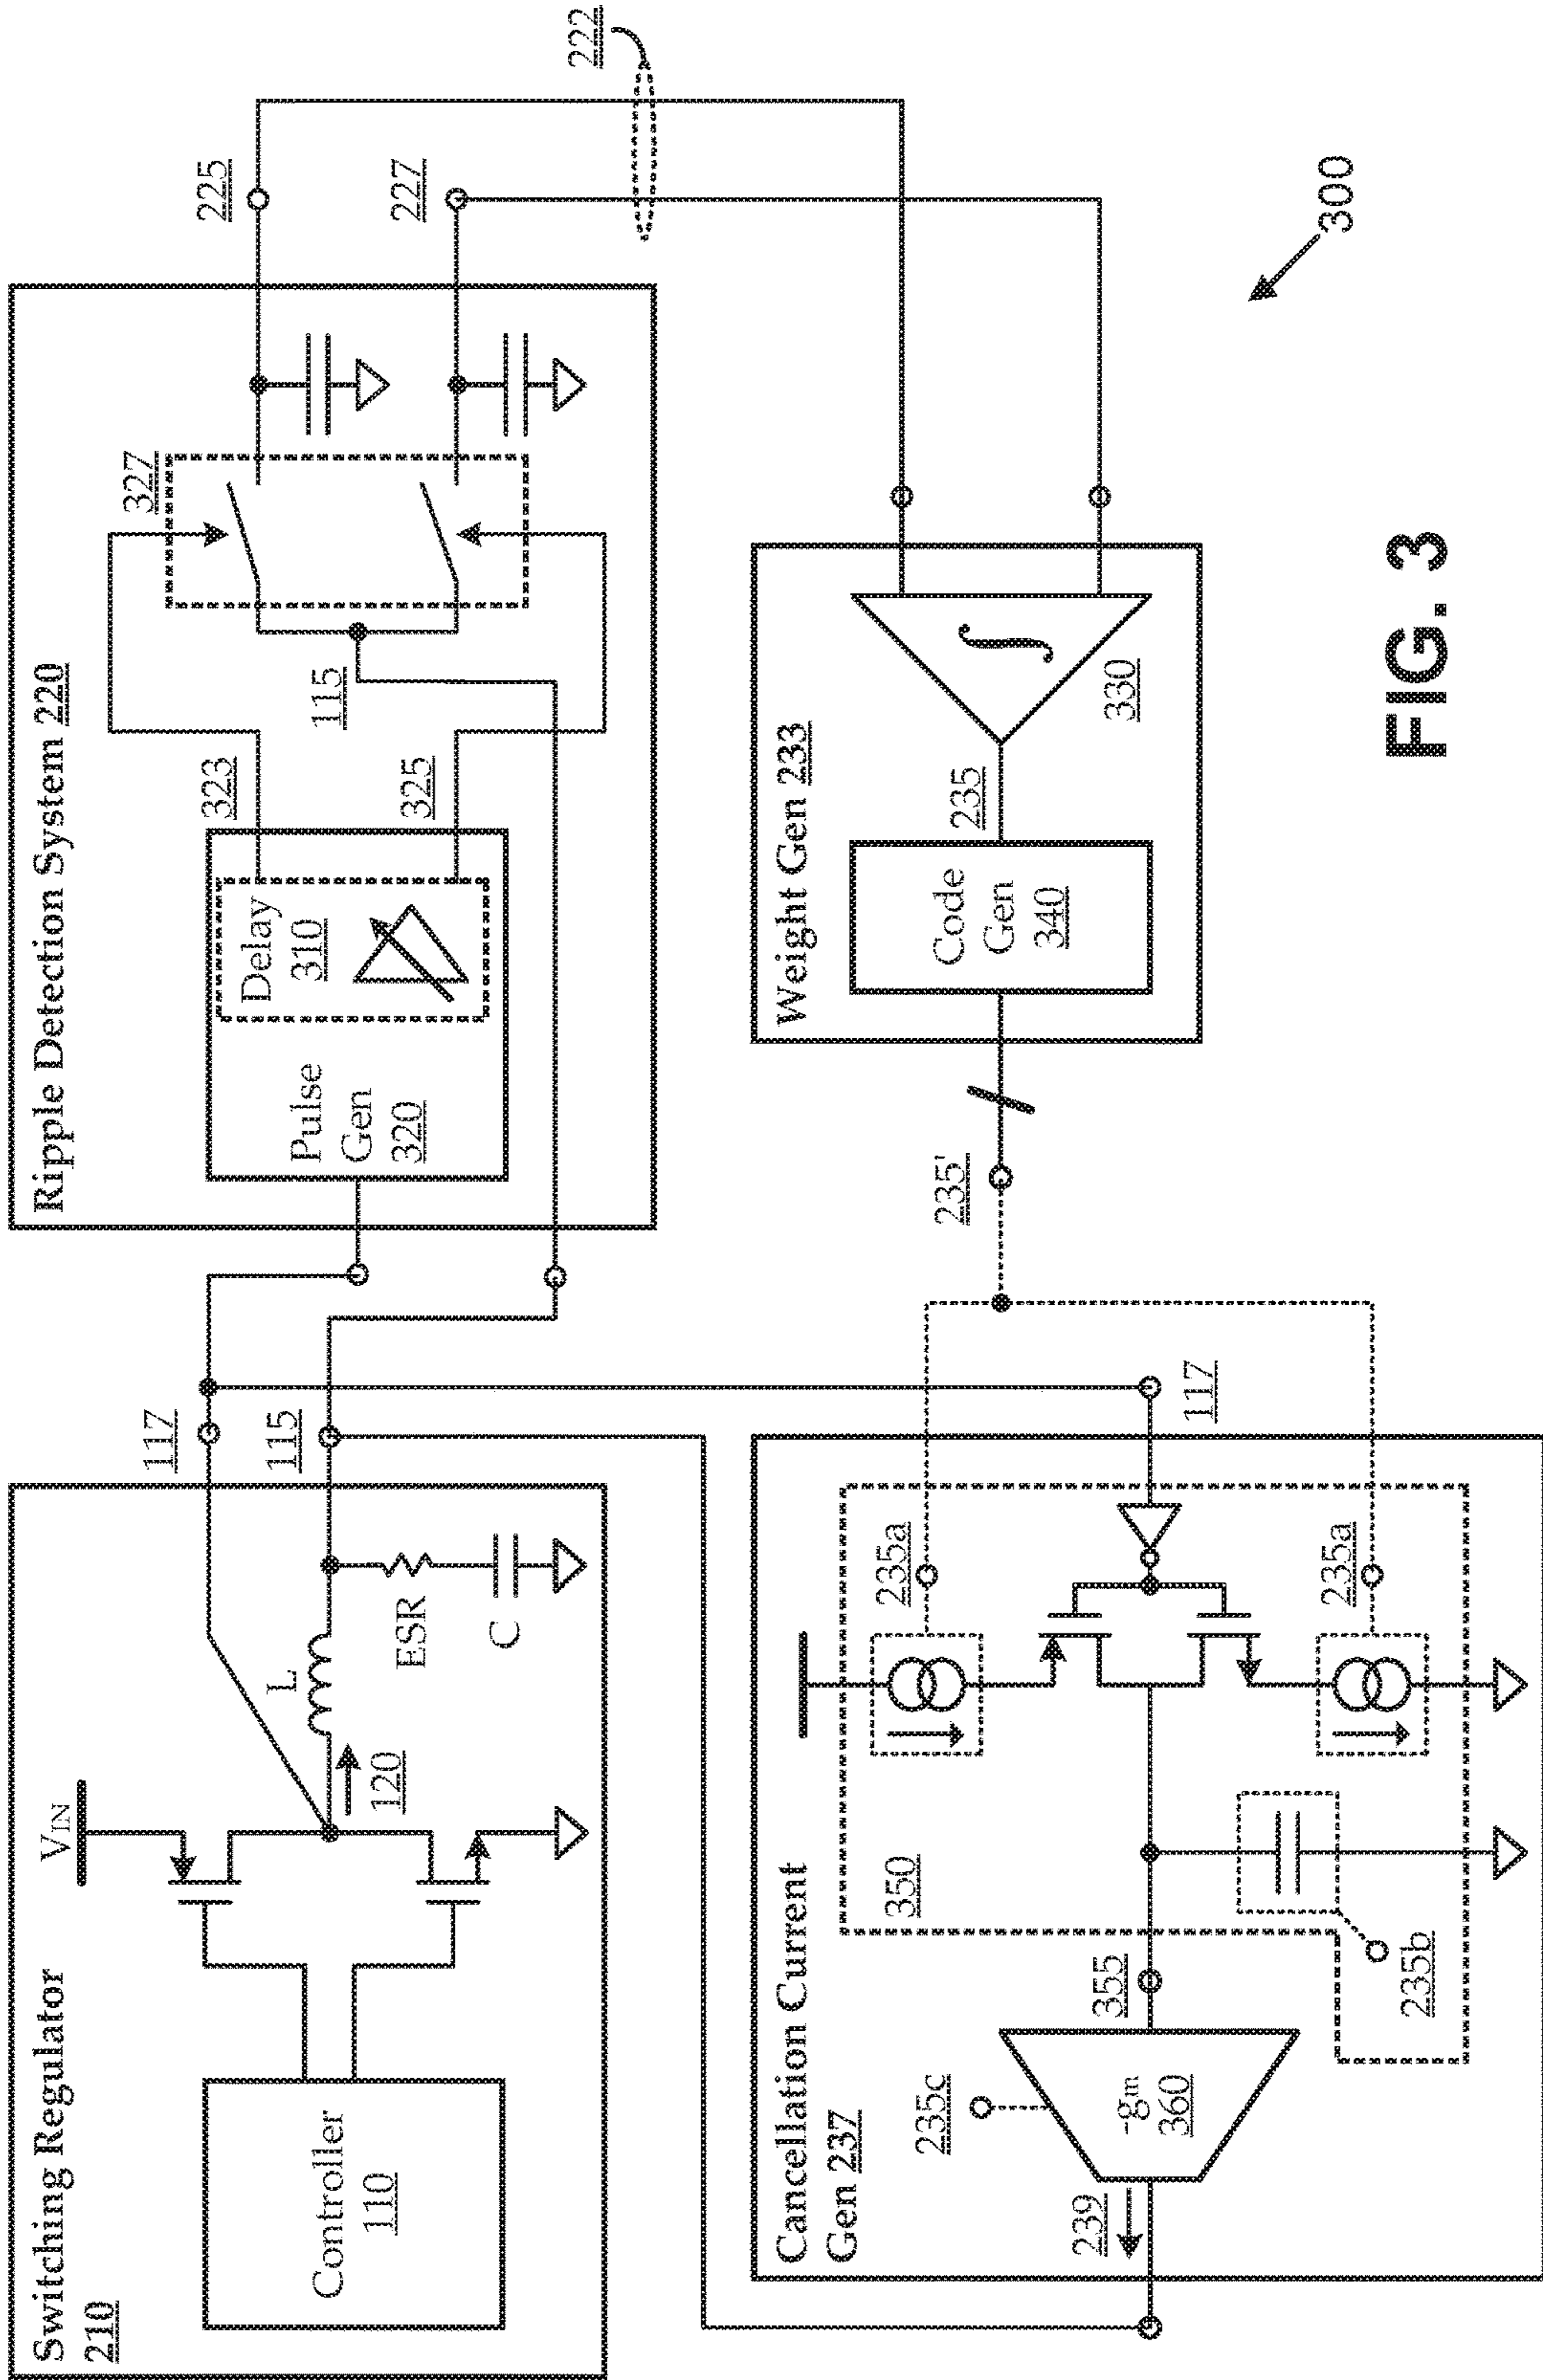 Switching Regulator
210
Controller
110
VIN
120
L
ESR
C
117
115
Ripple Detection System 220
Pulse
Gen
320
Delay
310
323
325
115
327
225
227
222
Cancellation Current
Gen 237
239
235c
-gm
360
355
350
235b
235a
235a
117
235'
Weight Gen 233
Code
Gen
340
235
∫
330
300
FIG. 3